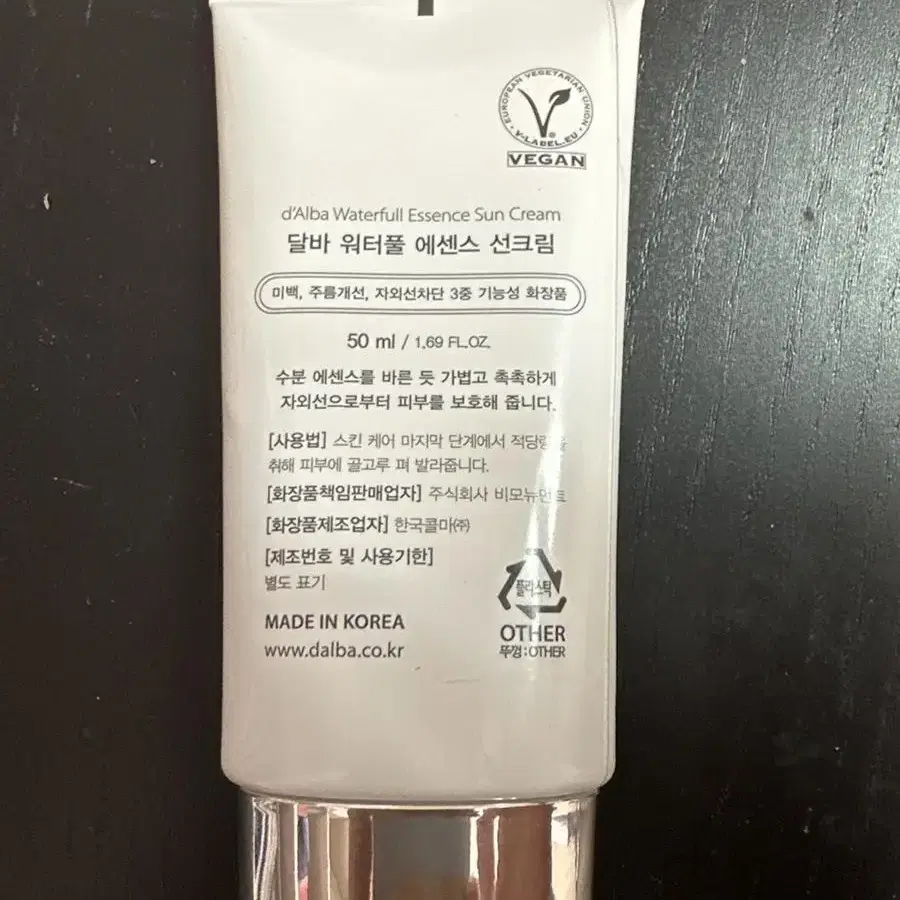 EUROPEAN VEGETARIAN UNION
V-LABEL.EU
VEGAN
d'Alba Waterfull Essence Sun Cream
달바 워터풀 에센스 선크림
미백, 주름개선, 자외선차단 3중 기능성 화장품
50 ml / 1.69 FL.OZ.
수분 에센스를 바른 듯 가볍고 촉촉하게
자외선으로부터 피부를 보호해 줍니다.
[사용법] 스킨 케어 마지막 단계에서 적당량을
취해 피부에 골고루 펴 발라줍니다.
[화장품책임판매업자] 주식회사 비모뉴먼트
[화장품제조업자] 한국콜마㈜
[제조번호 및 사용기한]
별도 표기
MADE IN KOREA
www.dalba.co.kr
플라스틱
OTHER
뚜껑:OTHER